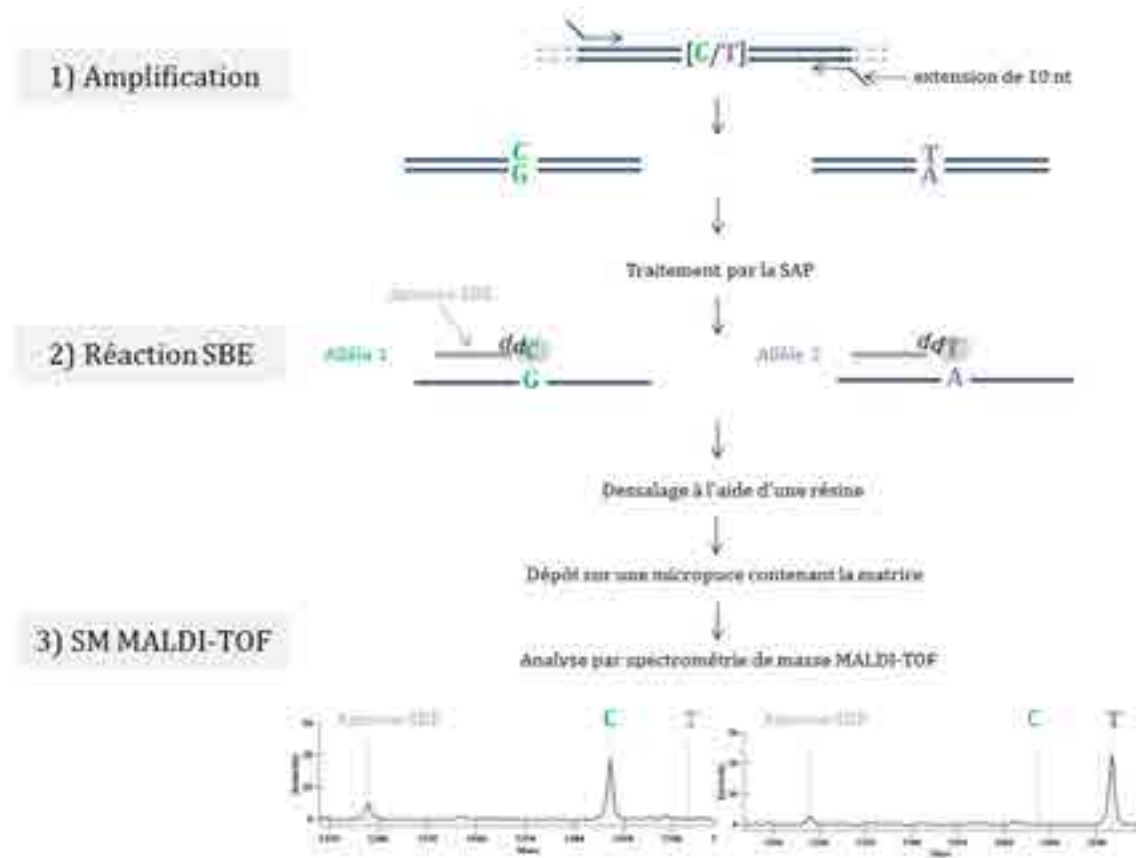 1) Amplification
[C/T]
extension de 10 nt
C
G
T
A
Traitement par la SAP
Amorce SBE
2) Réaction SBE
Allèle 1
ddC
G
Allèle 2
ddT
A
Dessalage à l'aide d'une résine
Dépôt sur une micropuce contenant la matrice
3) SM MALDI-TOF
Analyse par spectrométrie de masse MALDI-TOF
Amorce SBE
C
T
Amorce SBE
C
T